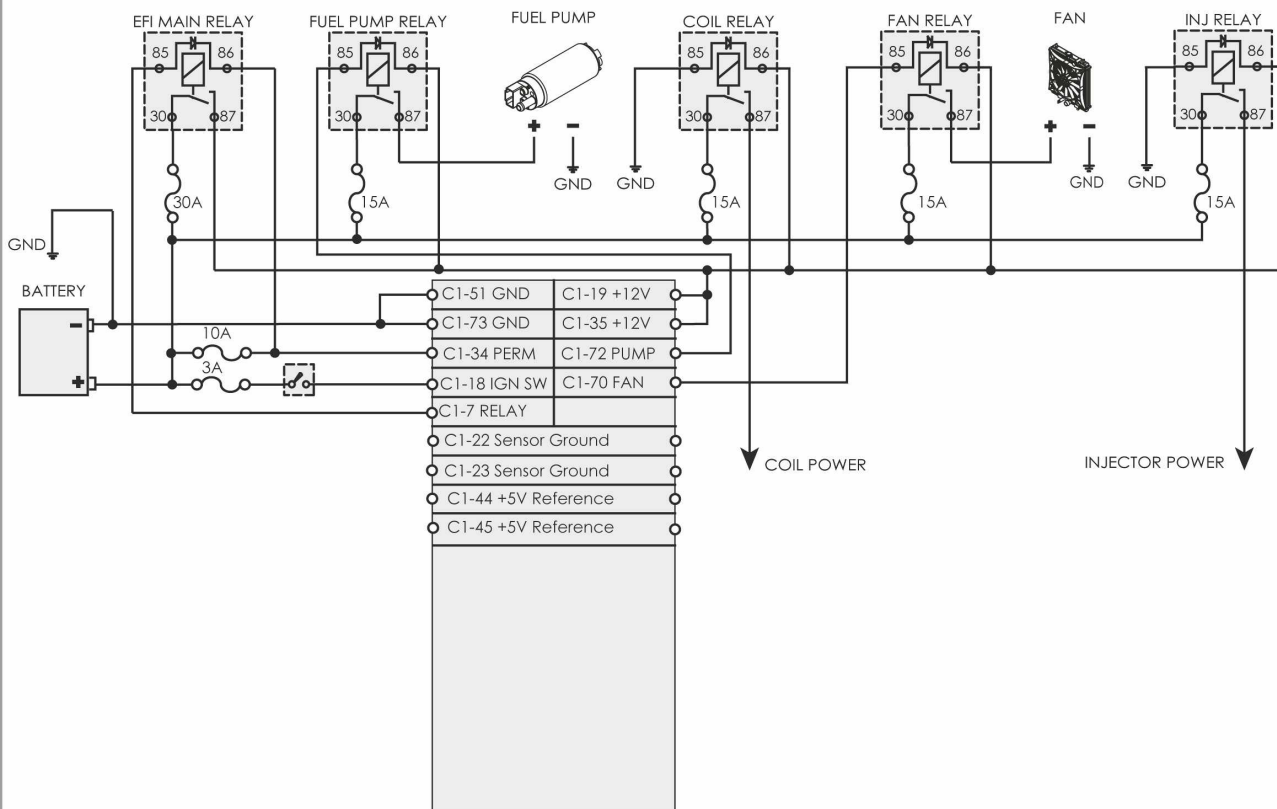 EFI MAIN RELAY
FUEL PUMP RELAY
FUEL PUMP
COIL RELAY
FAN RELAY
FAN
INJ RELAY
85 86
85 86
85 86
85 86
85 86
30 87
30 87
30 87
30 87
30 87
+ −
+ −
GND
GND
GND
GND
30A
15A
15A
15A
15A
GND
BATTERY
−
+
10A
3A
C1-51 GND C1-19 +12V
C1-73 GND C1-35 +12V
C1-34 PERM C1-72 PUMP
C1-18 IGN SW C1-70 FAN
C1-7 RELAY
C1-22 Sensor Ground
C1-23 Sensor Ground
C1-44 +5V Reference
C1-45 +5V Reference
COIL POWER
INJECTOR POWER